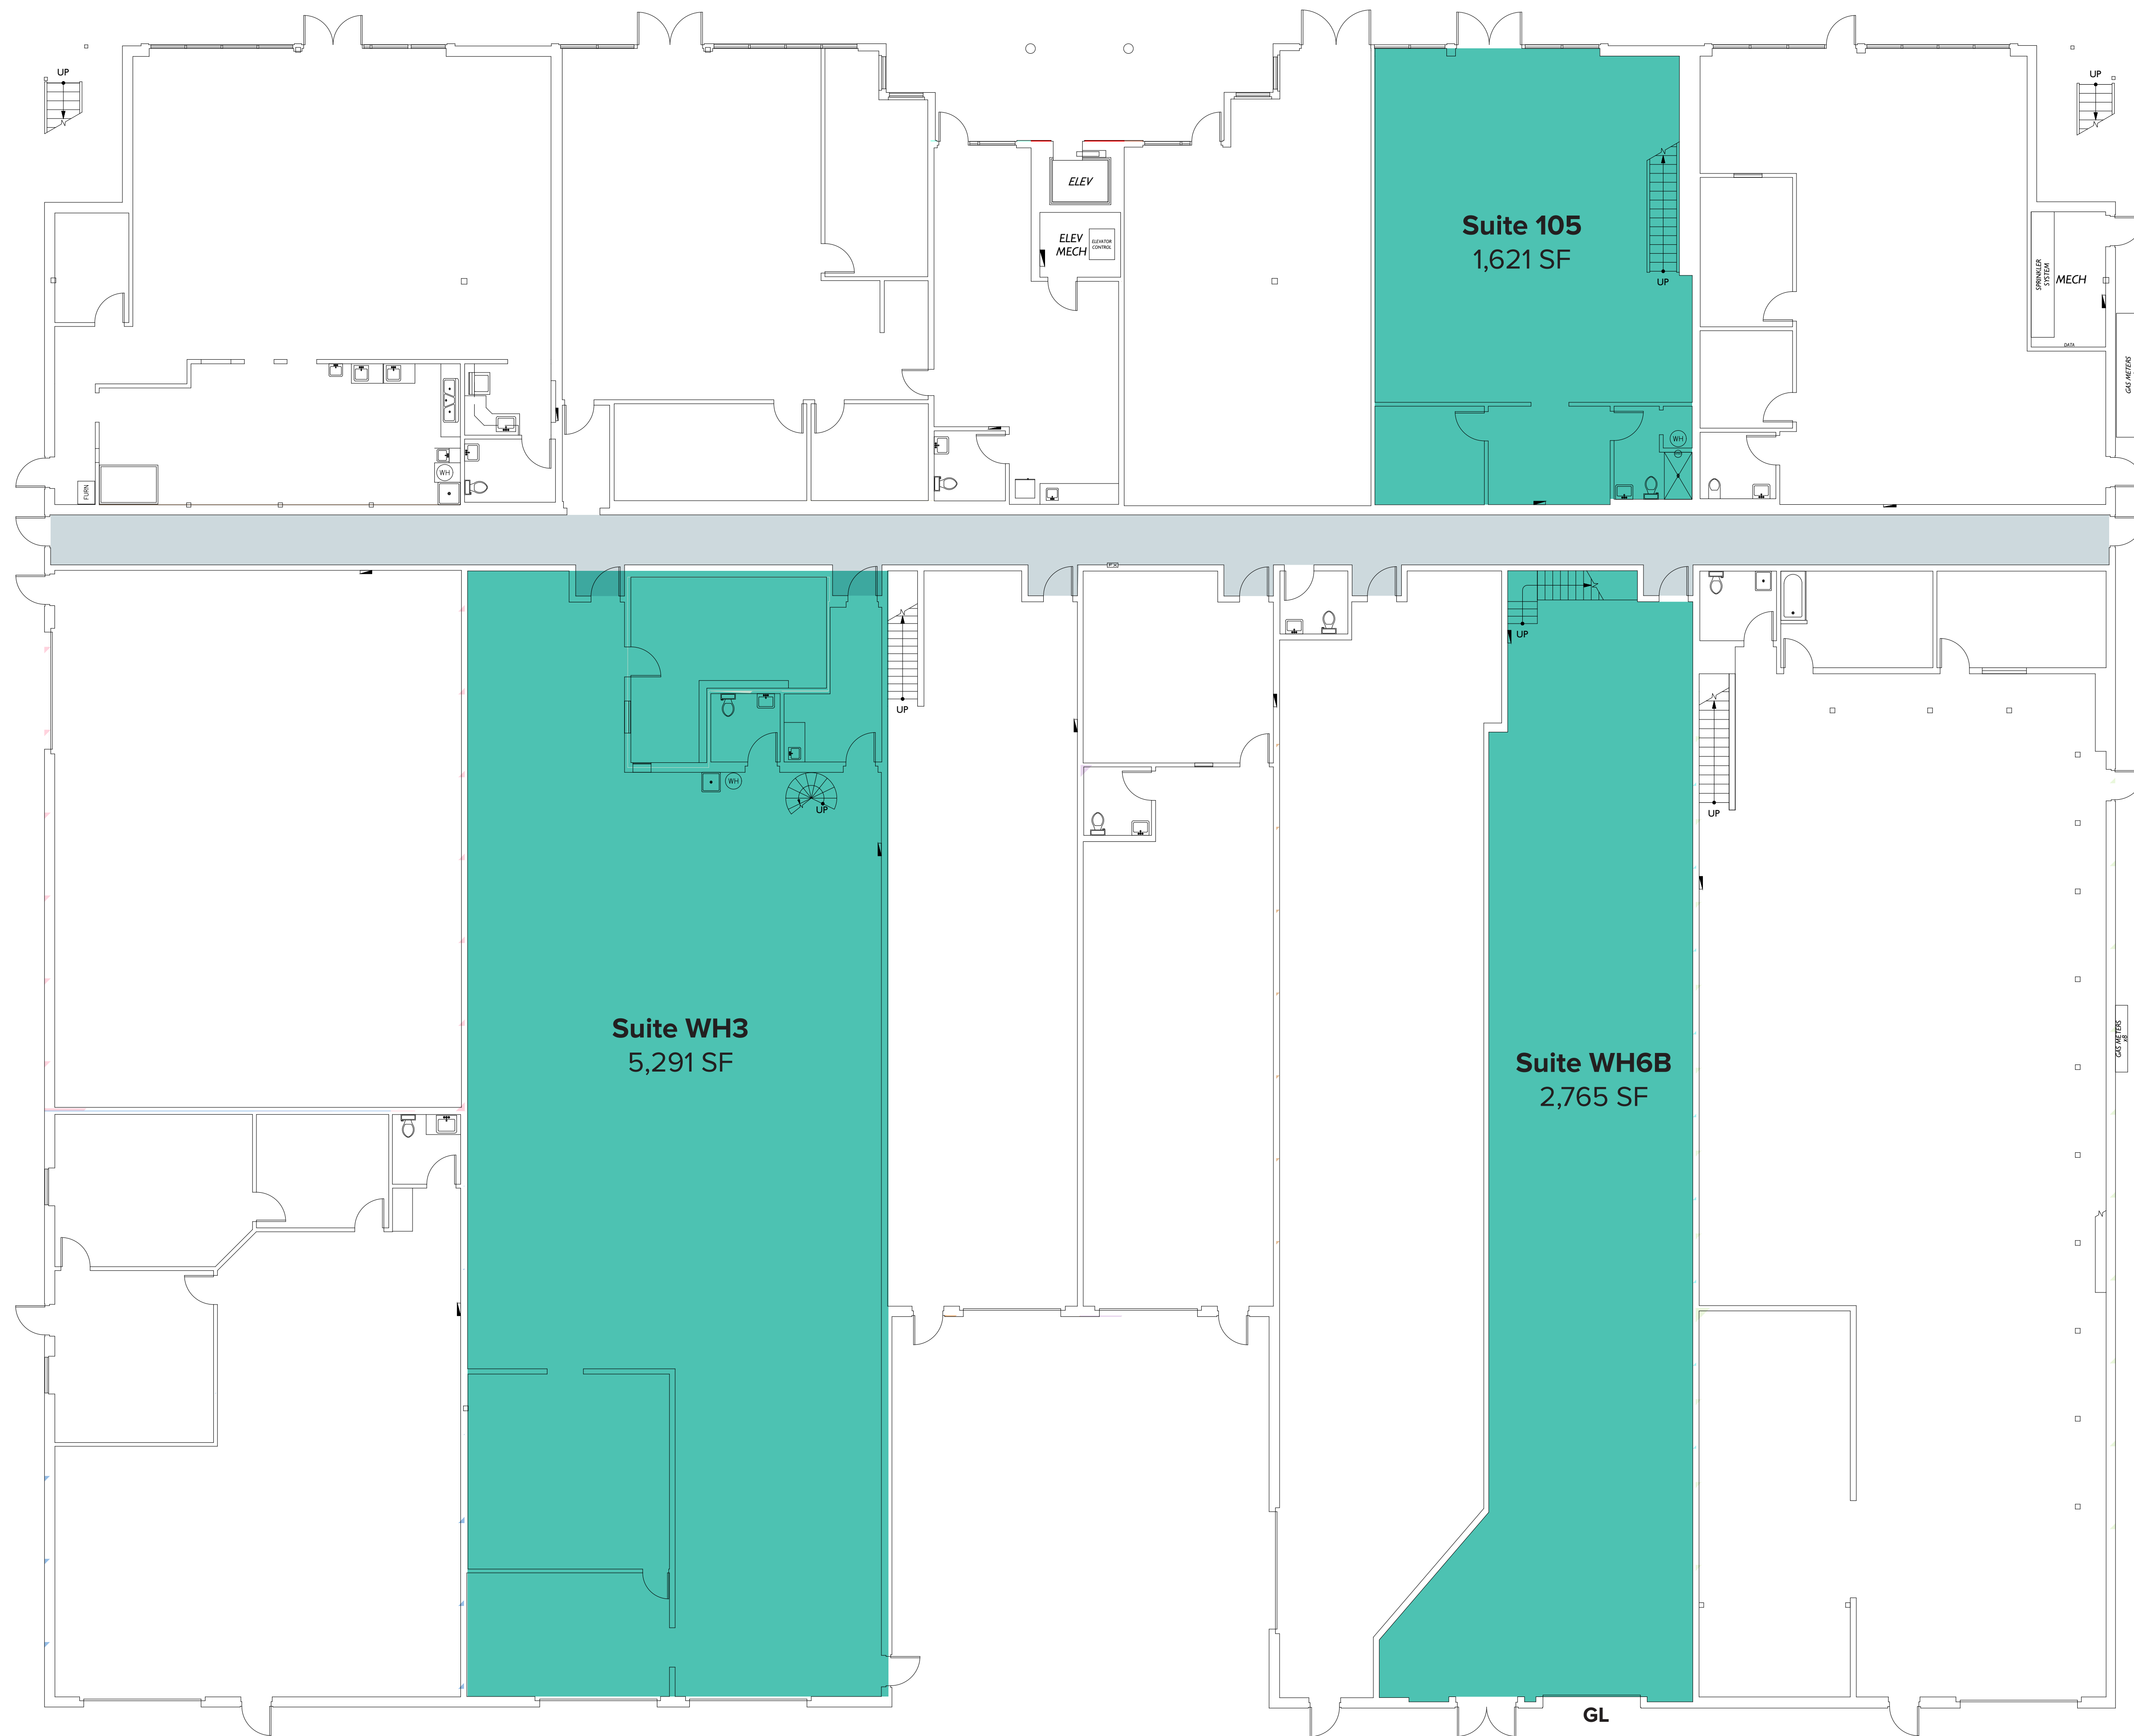 UP
UP
ELEV
ELEV
MECH
ELEVATOR
CONTROL
Suite 105
1,621 SF
UP
SPRINKLER
SYSTEM
MECH
DATA
GAS METERS
WH
WH
FURN
UP
UP
UP
WH
UP
Suite WH3
5,291 SF
Suite WH6B
2,765 SF
GAS METERS
x8
GL